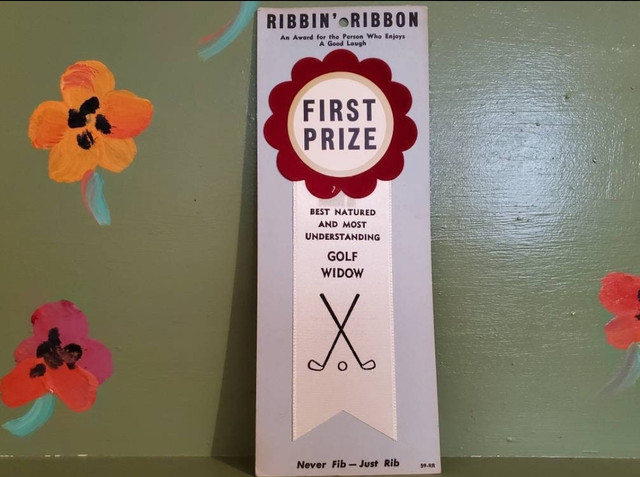 RIBBIN' RIBBON
An Award for the Person Who Enjoys
A Good Laugh
FIRST
PRIZE
BEST NATURED
AND MOST
UNDERSTANDING
GOLF
WIDOW
Never Fib — Just Rib